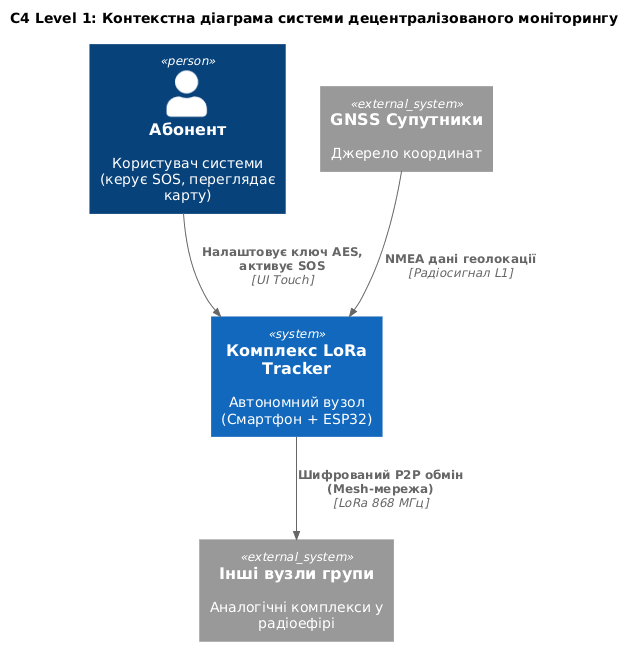 C4 Level 1: Контекстна діаграма системи децентралізованого моніторингу
«person»
Абонент
Користувач системи
(керує SOS, переглядає
карту)
«external_system»
GNSS Супутники
Джерело координат
Налаштовує ключ AES,
активує SOS
[UI Touch]
NMEA дані геолокації
[Радіосигнал L1]
«system»
Комплекс LoRa
Tracker
Автономний вузол
(Смартфон + ESP32)
Шифрований P2P обмін
(Mesh-мережа)
[LoRa 868 МГц]
«external_system»
Інші вузли групи
Аналогічні комплекси у
радіоефірі